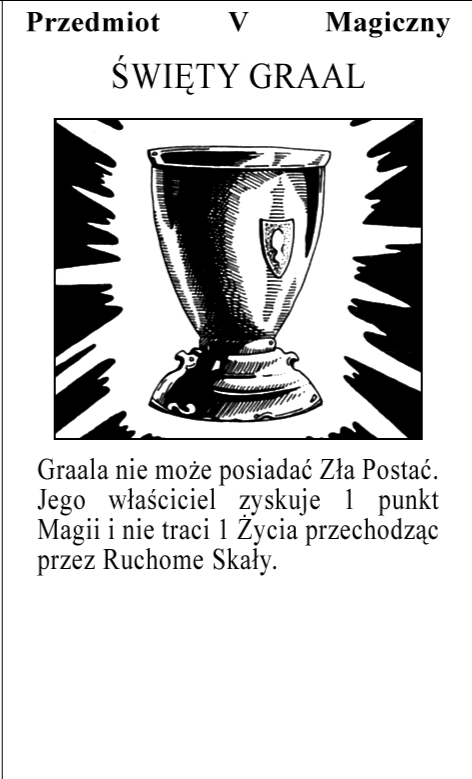 Przedmiot V Magiczny
ŚWIĘTY GRAAL
Graala nie może posiadać Zła Postać.
Jego właściciel zyskuje 1 punkt
Magii i nie traci 1 Życia przechodząc
przez Ruchome Skały.